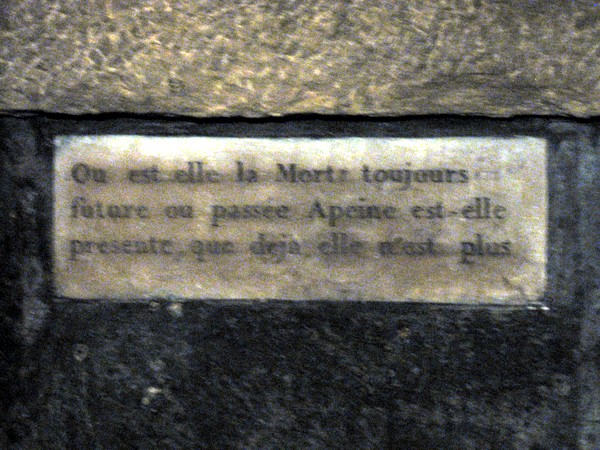 Ou est-elle la Mort: toujours
future ou passée Apeine est-elle
presente, que deja elle n'est plus